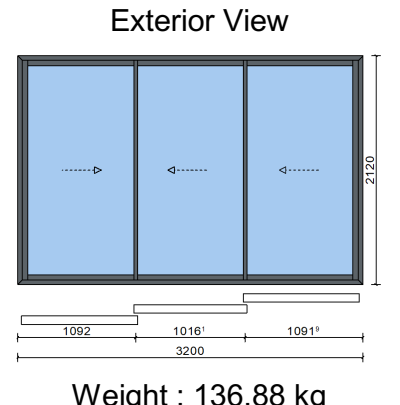 Exterior View
2120
1092 1016¹ 1091⁹
3200
Weight : 136.88 kg